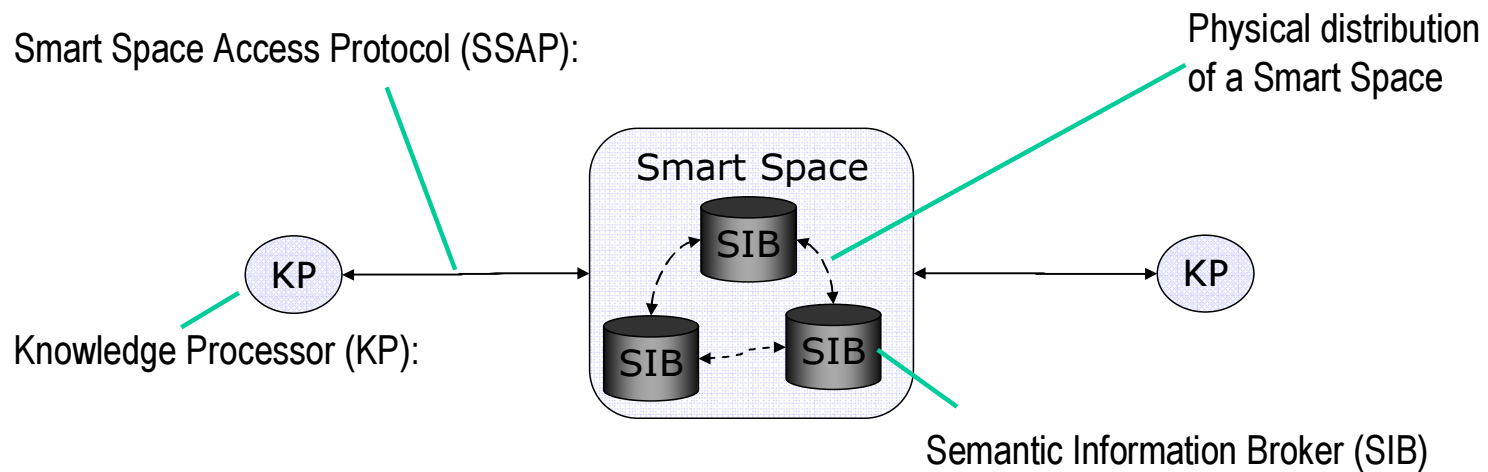 Smart Space Access Protocol (SSAP):
Physical distribution
of a Smart Space
Smart Space
SIB
KP
KP
SIB
SIB
Knowledge Processor (KP):
Semantic Information Broker (SIB)